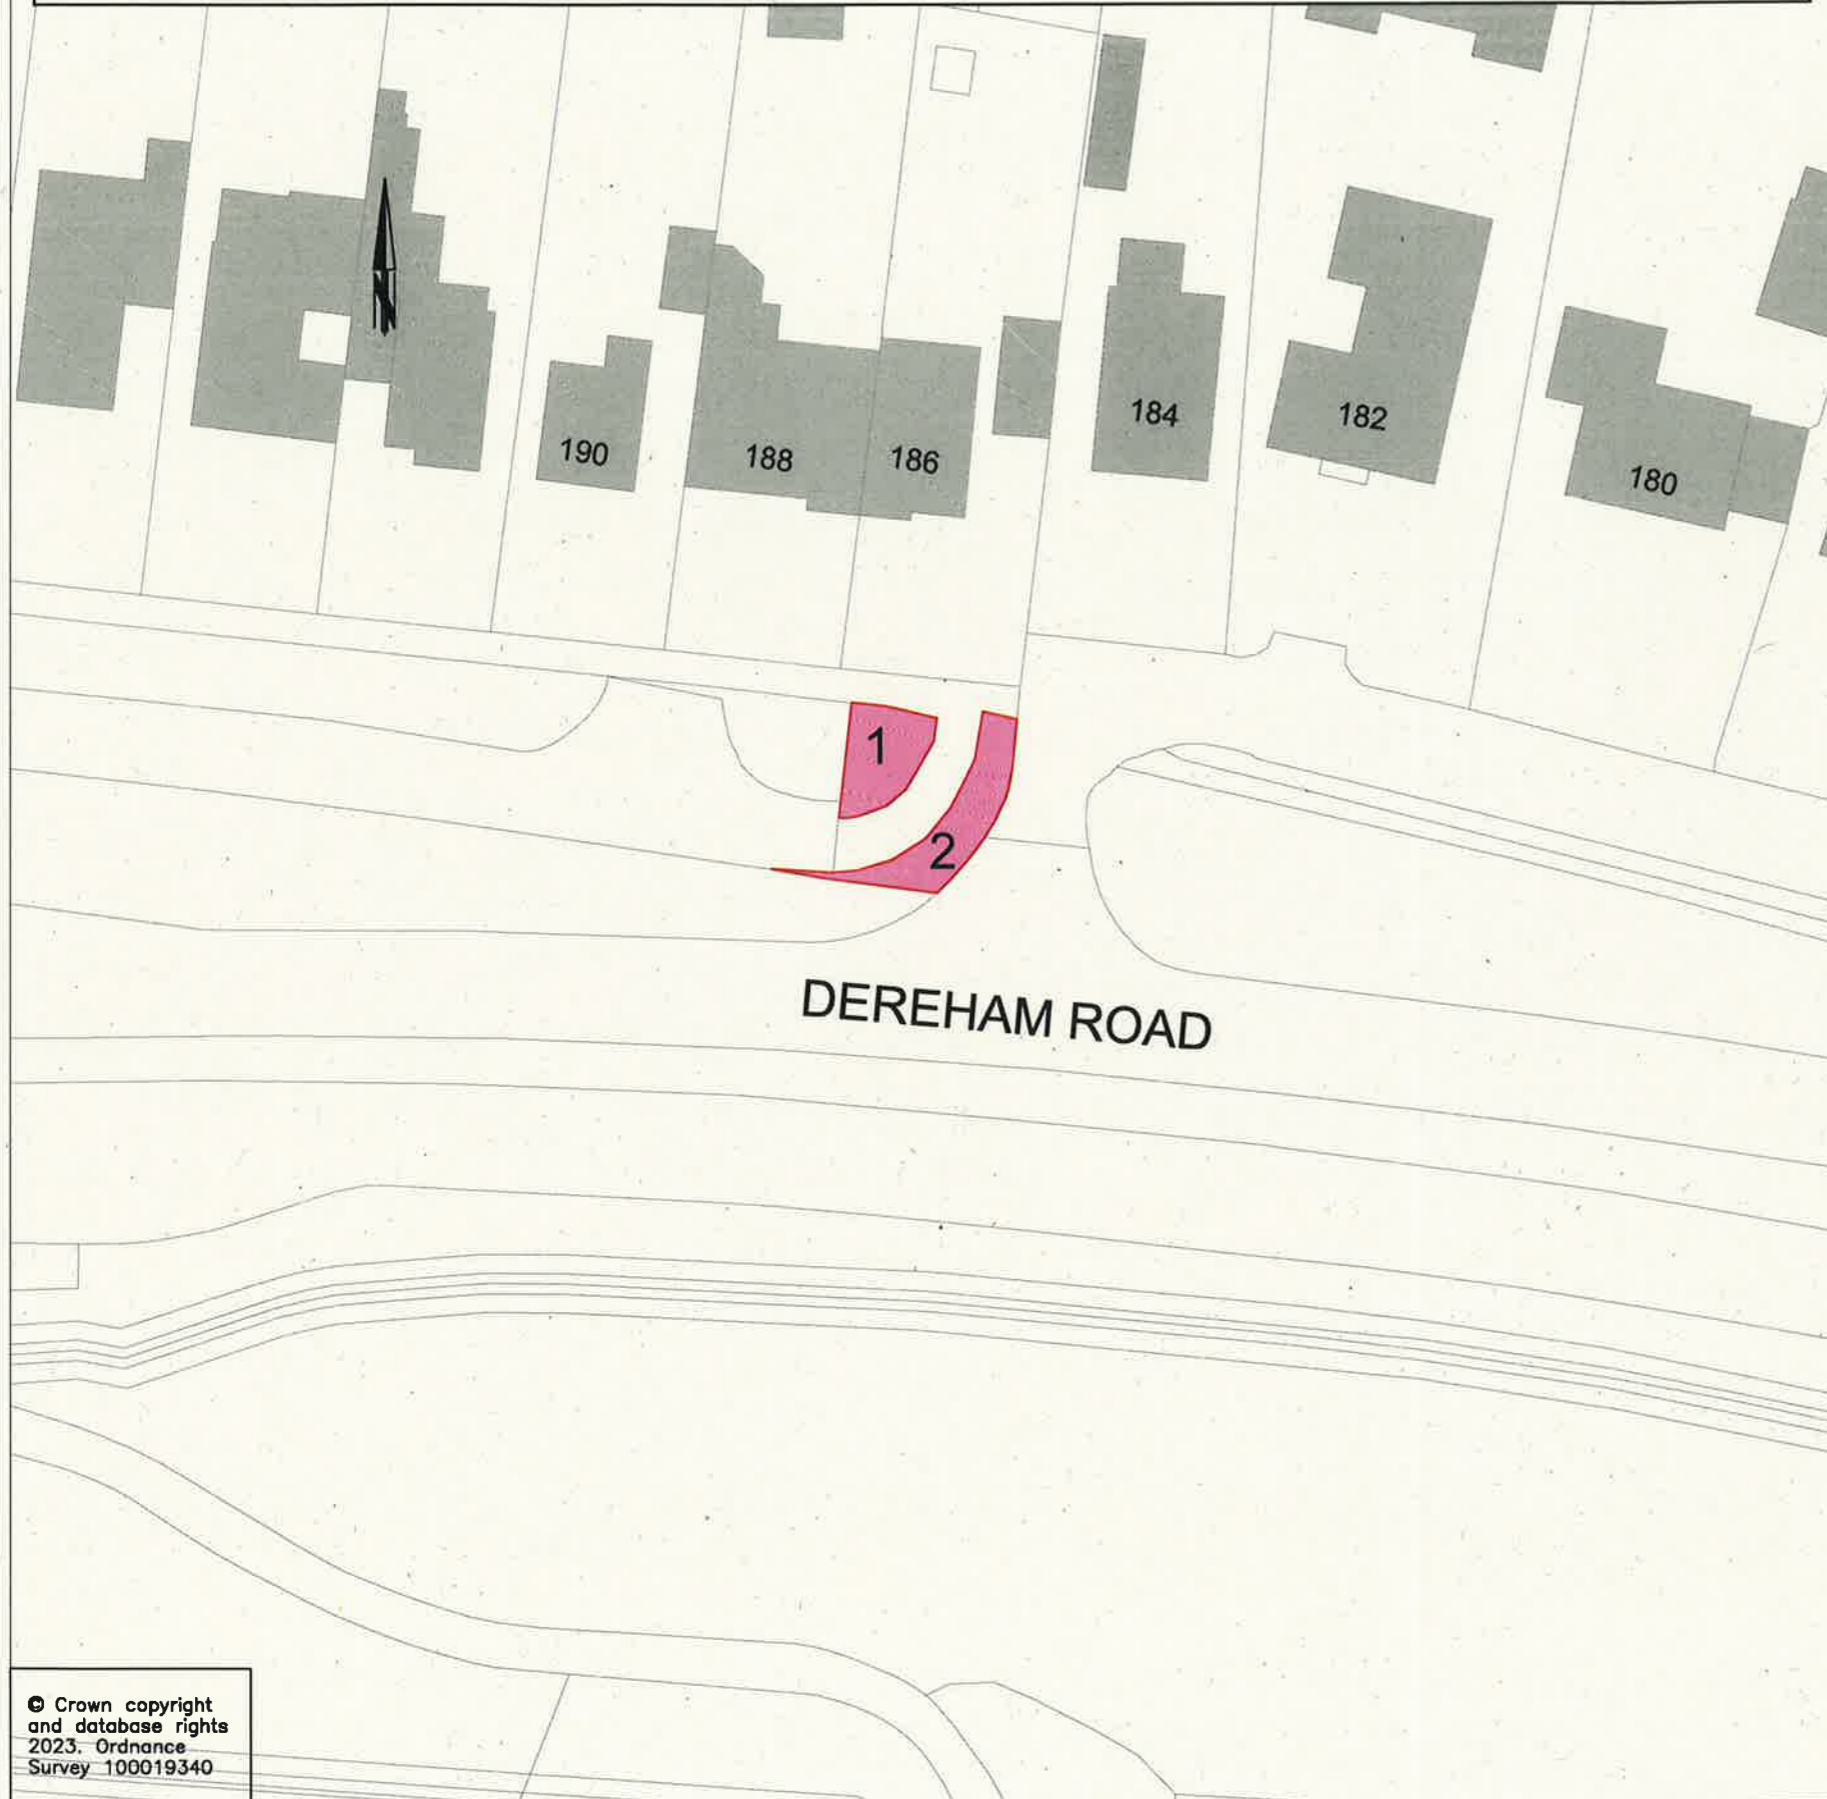 N
184
182
190
188
186
180
1
2
DEREHAM ROAD
© Crown copyright
and database rights
2023. Ordnance
Survey 100019340